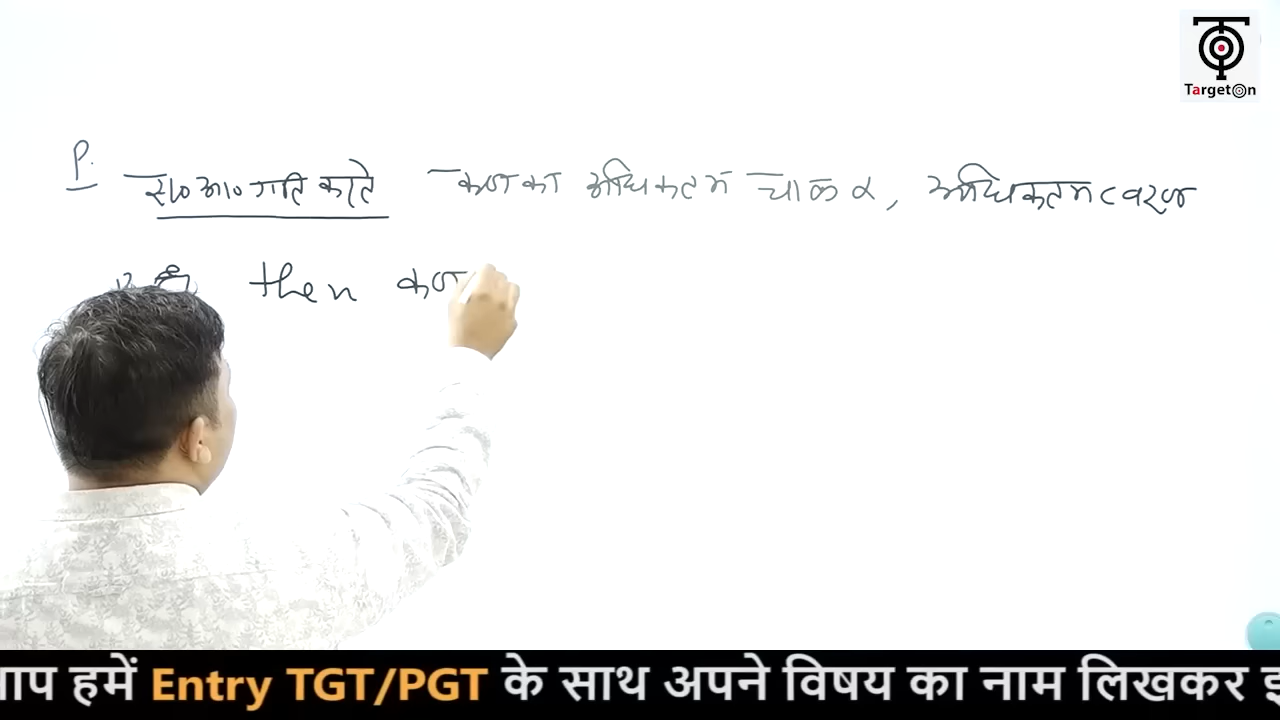 Target On
P. स०आ० गति करते कण का अधिकतम चाल α, अधिकतम त्वरण
then कण
ाप हमें Entry TGT/PGT के साथ अपने विषय का नाम लिखकर इ